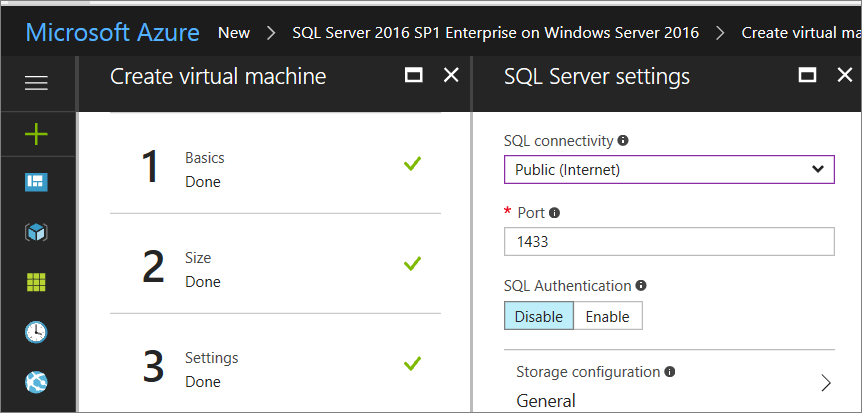 Microsoft Azure New > SQL Server 2016 SP1 Enterprise on Windows Server 2016 > Create virtual ma
Create virtual machine
SQL Server settings
1
Basics
Done
2
Size
Done
3
Settings
Done
SQL connectivity
Public (Internet)
* Port
1433
SQL Authentication
Disable Enable
Storage configuration
General